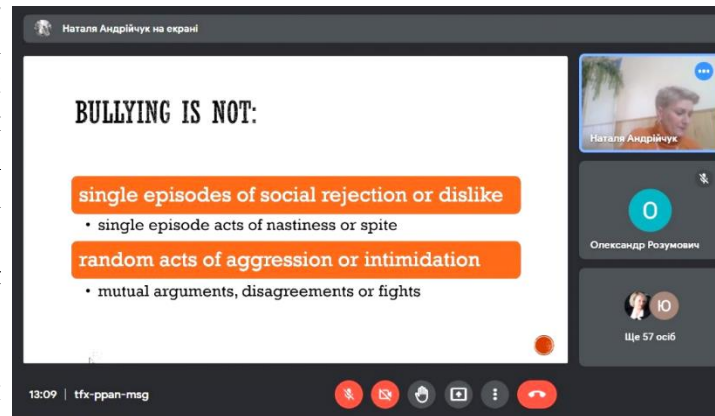 Наталя Андрійчук на екрані
BULLYING IS NOT:
single episodes of social rejection or dislike
• single episode acts of nastiness or spite
random acts of aggression or intimidation
• mutual arguments, disagreements or fights
Наталя Андрійчук
О
Олександр Розумович
Ю
Ще 57 осіб
13:09 | tfx-ppan-msg